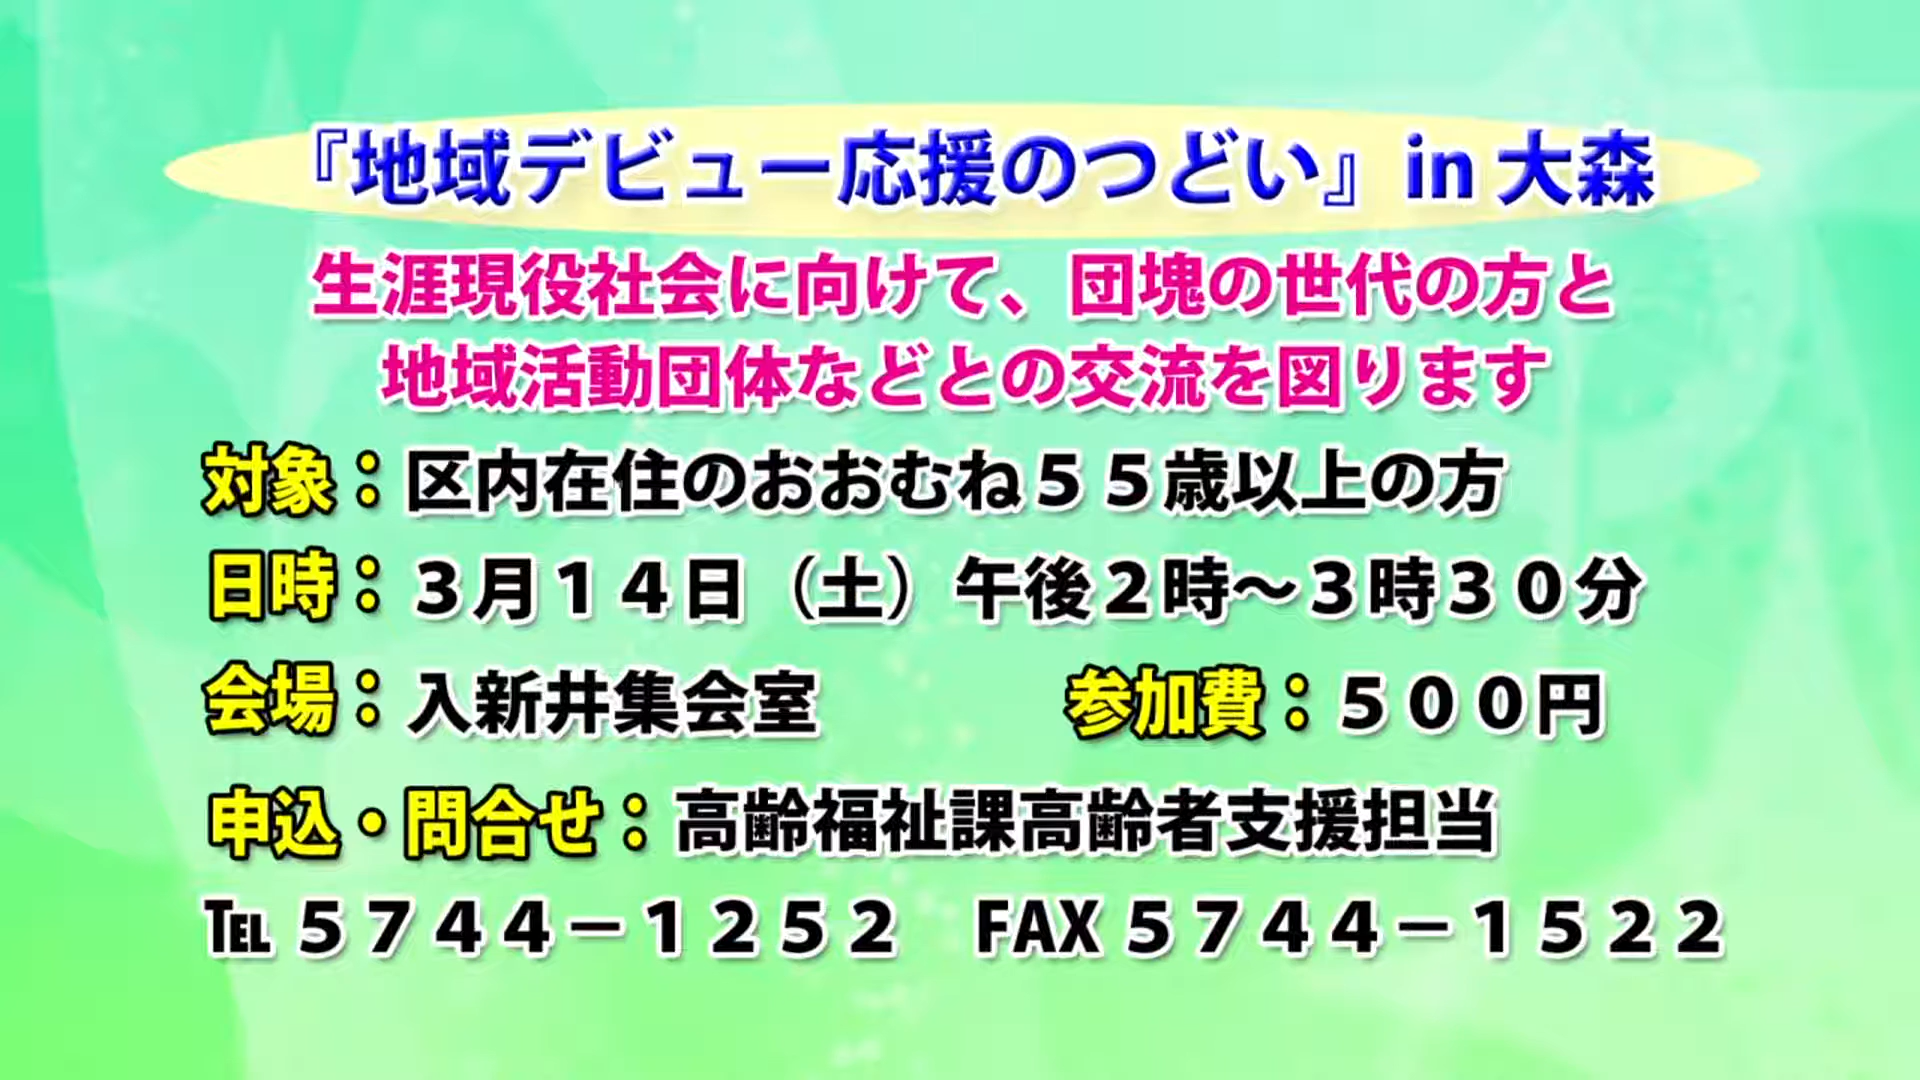 『地域デビュー応援のつどい』in 大森
生涯現役社会に向けて、団塊の世代の方と
地域活動団体などとの交流を図ります
対象：区内在住のおおむね５５歳以上の方
日時：３月１４日（土）午後２時～３時３０分
会場：入新井集会室　参加費：５００円
申込・問合せ：高齢福祉課高齢者支援担当
℡ ５７４４－１２５２　FAX ５７４４－１５２２